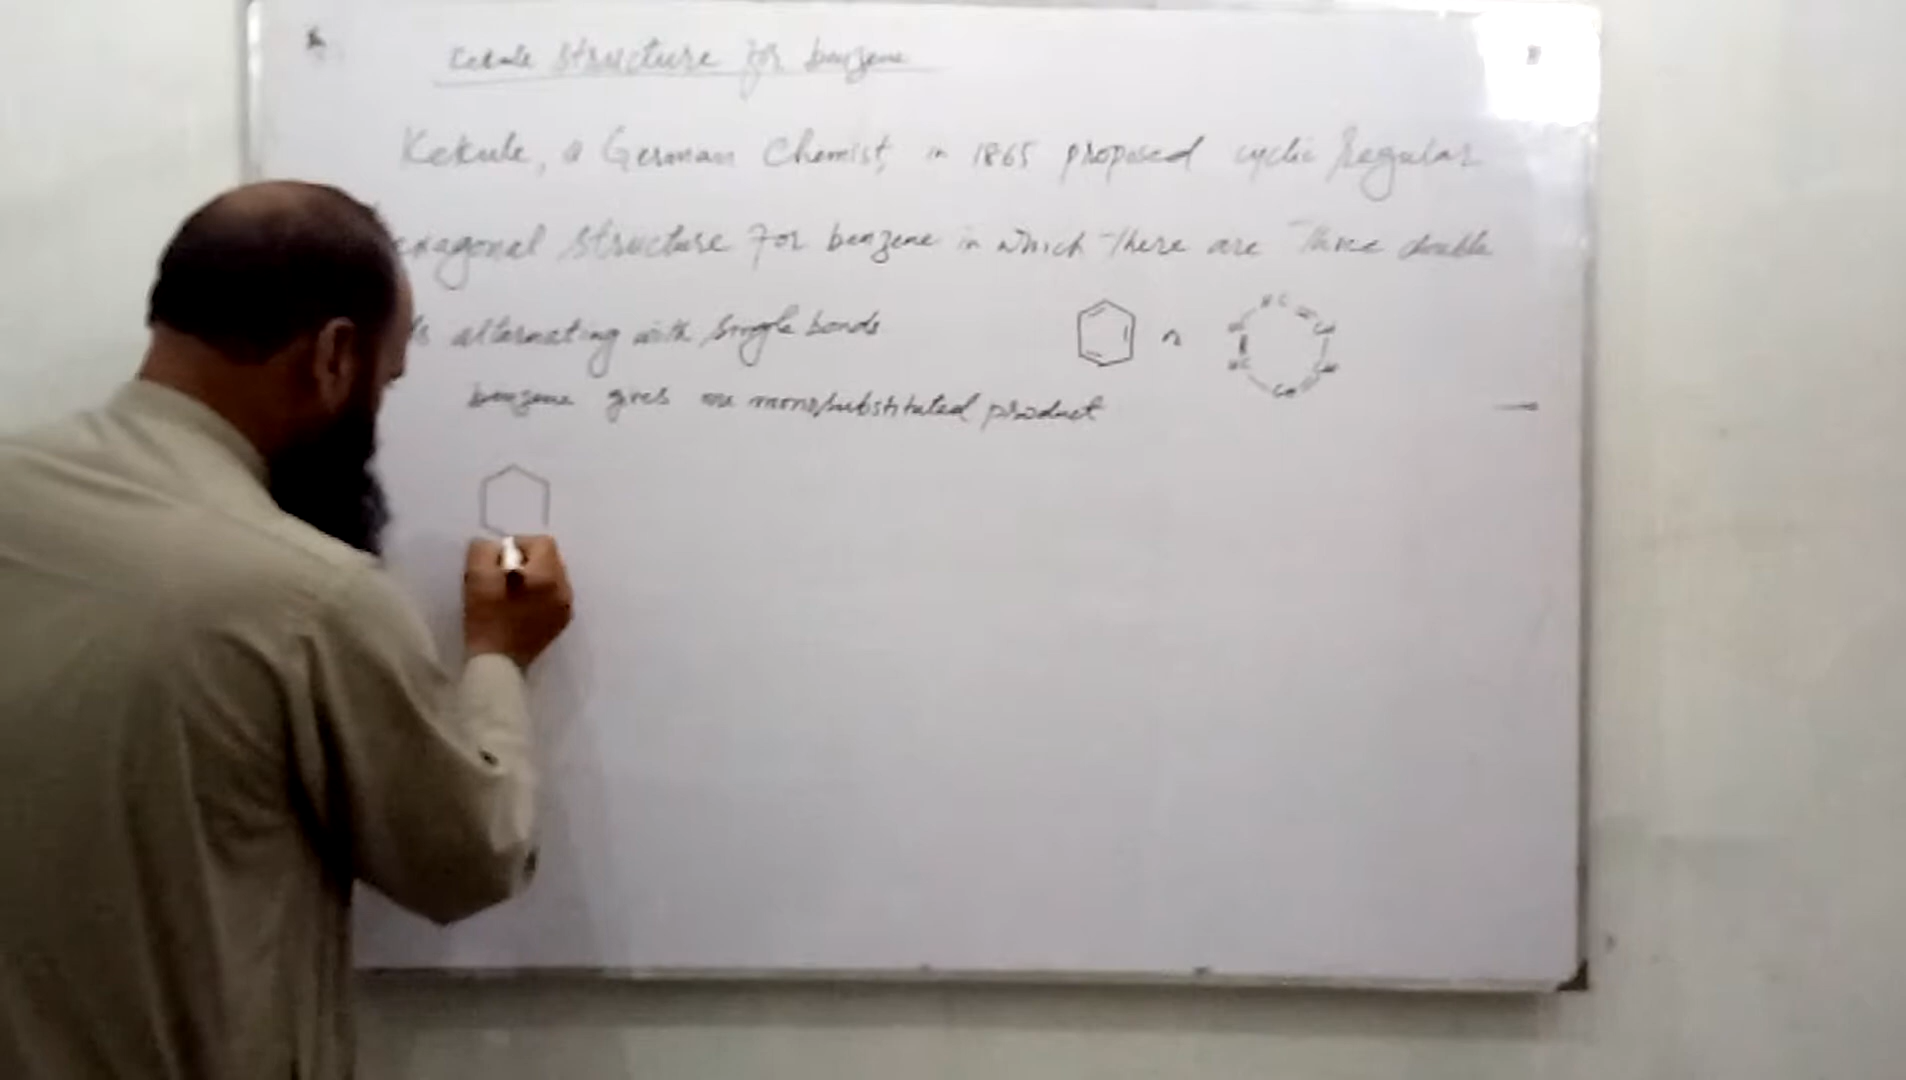 Kekule structure for benzene
Kekule, a German Chemist, in 1865 proposed cyclic regular
exagonal structure for benzene in which there are three double
ds alternating with single bonds
benzene gives one monosubstituted product